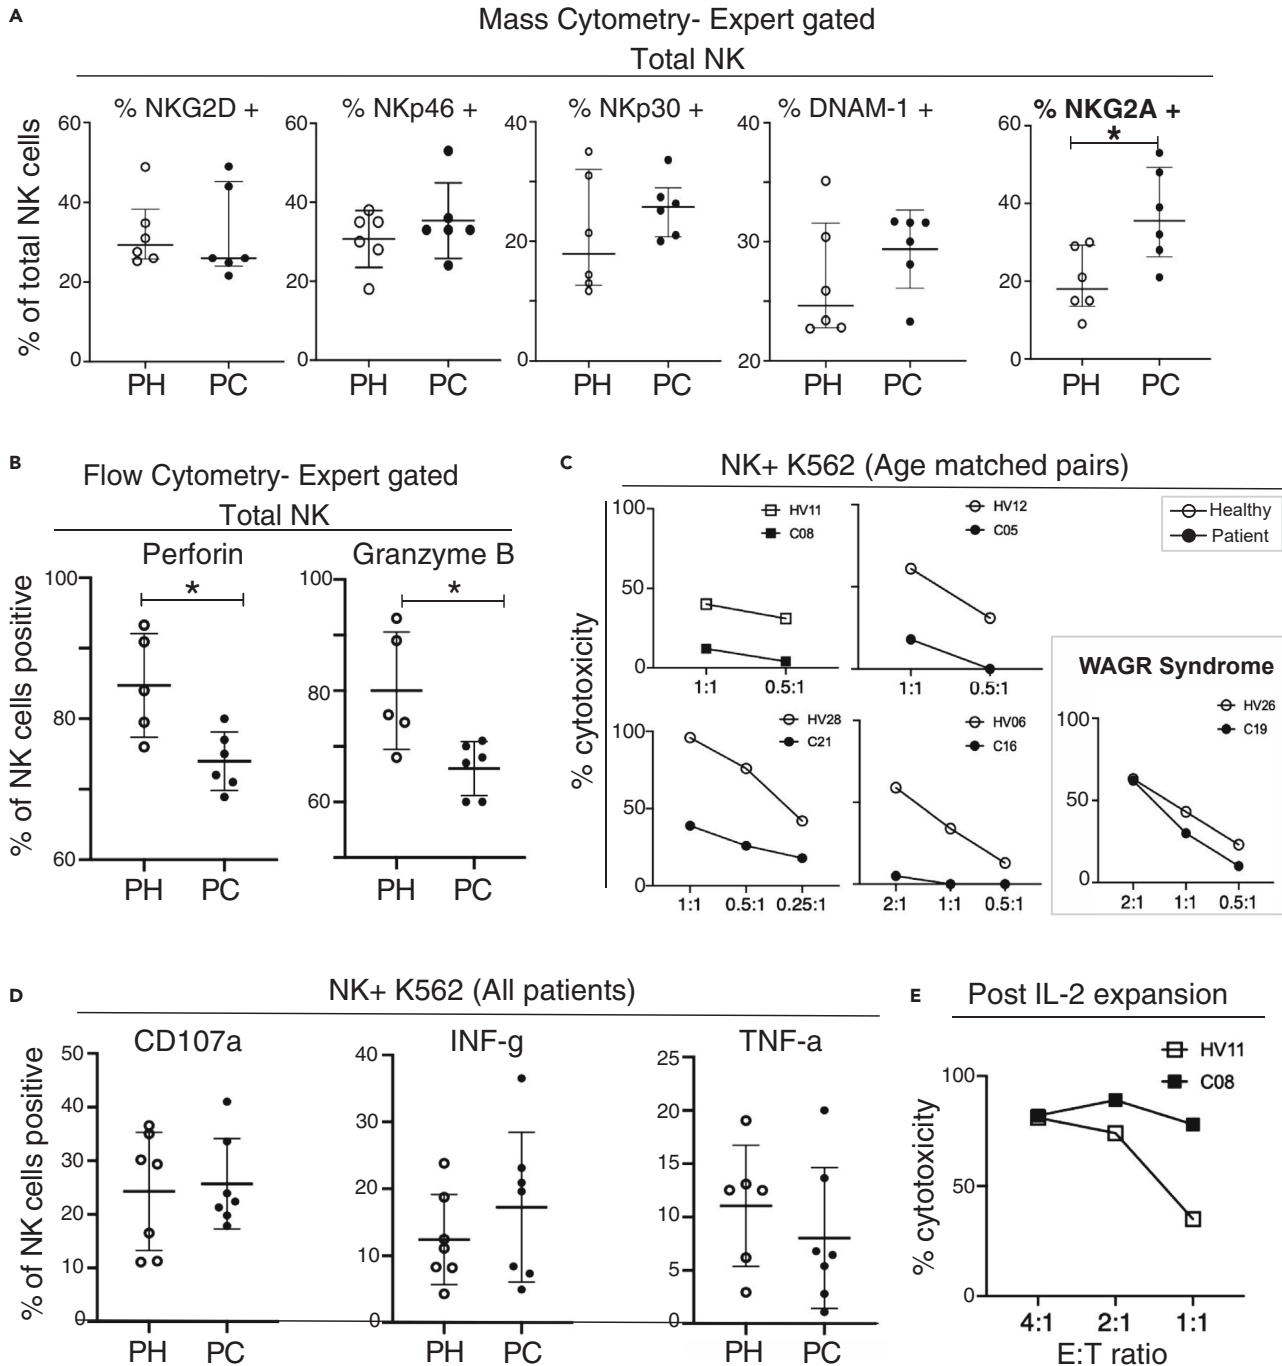 A
Mass Cytometry- Expert gated
Total NK
% NKG2D +
% NKp46 +
% NKp30 +
% DNAM-1 +
% NKG2A +
*
% of total NK cells
60
40
20
0
PH
PC
60
40
20
0
PH
PC
40
20
0
PH
PC
40
30
20
PH
PC
60
40
20
0
PH
PC
B
Flow Cytometry- Expert gated
Total NK
Perforin
Granzyme B
*
*
% of NK cells positive
100
80
60
PH
PC
100
80
60
PH
PC
C
NK+ K562 (Age matched pairs)
Healthy
Patient
% cytotoxicity
HV11
C08
100
50
0
1:1
0.5:1
HV12
C05
1:1
0.5:1
HV28
C21
100
50
0
1:1
0.5:1
0.25:1
HV06
C16
2:1
1:1
0.5:1
WAGR Syndrome
HV26
C19
100
50
0
2:1
1:1
0.5:1
D
NK+ K562 (All patients)
CD107a
INF-g
TNF-a
% of NK cells positive
50
40
30
20
10
0
PH
PC
40
30
20
10
0
PH
PC
25
20
15
10
5
0
PH
PC
E
Post IL-2 expansion
HV11
C08
% cytotoxicity
100
50
0
4:1
2:1
1:1
E:T ratio